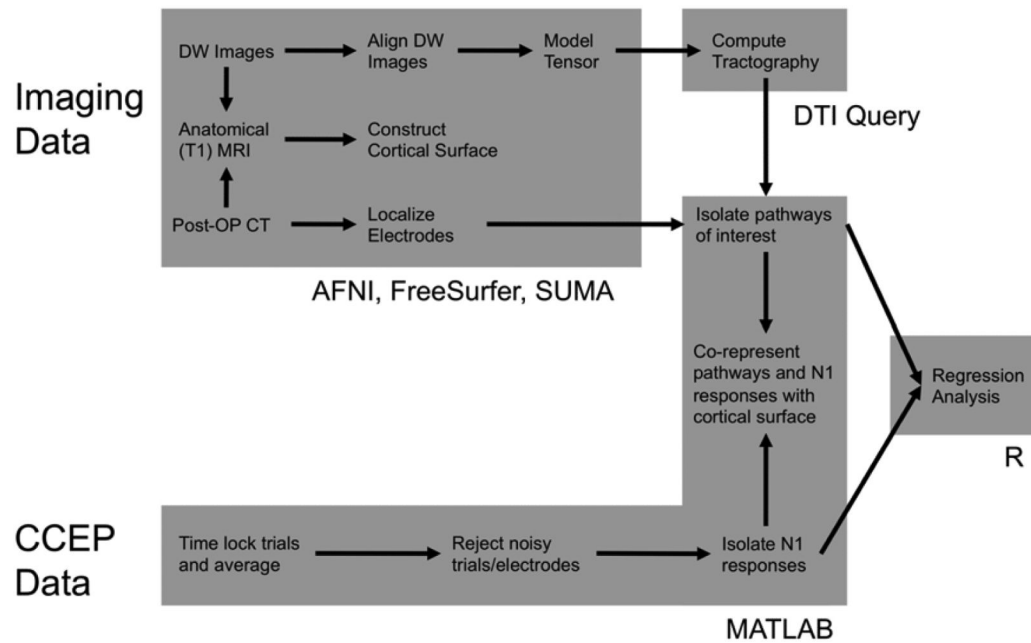 DW Images
Align DW
Images
Model
Tensor
Compute
Tractography
Imaging
Data
DTI Query
Anatomical
(T1) MRI
Construct
Cortical Surface
Post-OP CT
Localize
Electrodes
Isolate pathways
of interest
AFNI, FreeSurfer, SUMA
Co-represent
pathways and N1
responses with
cortical surface
Regression
Analysis
R
CCEP
Data
Time lock trials
and average
Reject noisy
trials/electrodes
Isolate N1
responses
MATLAB